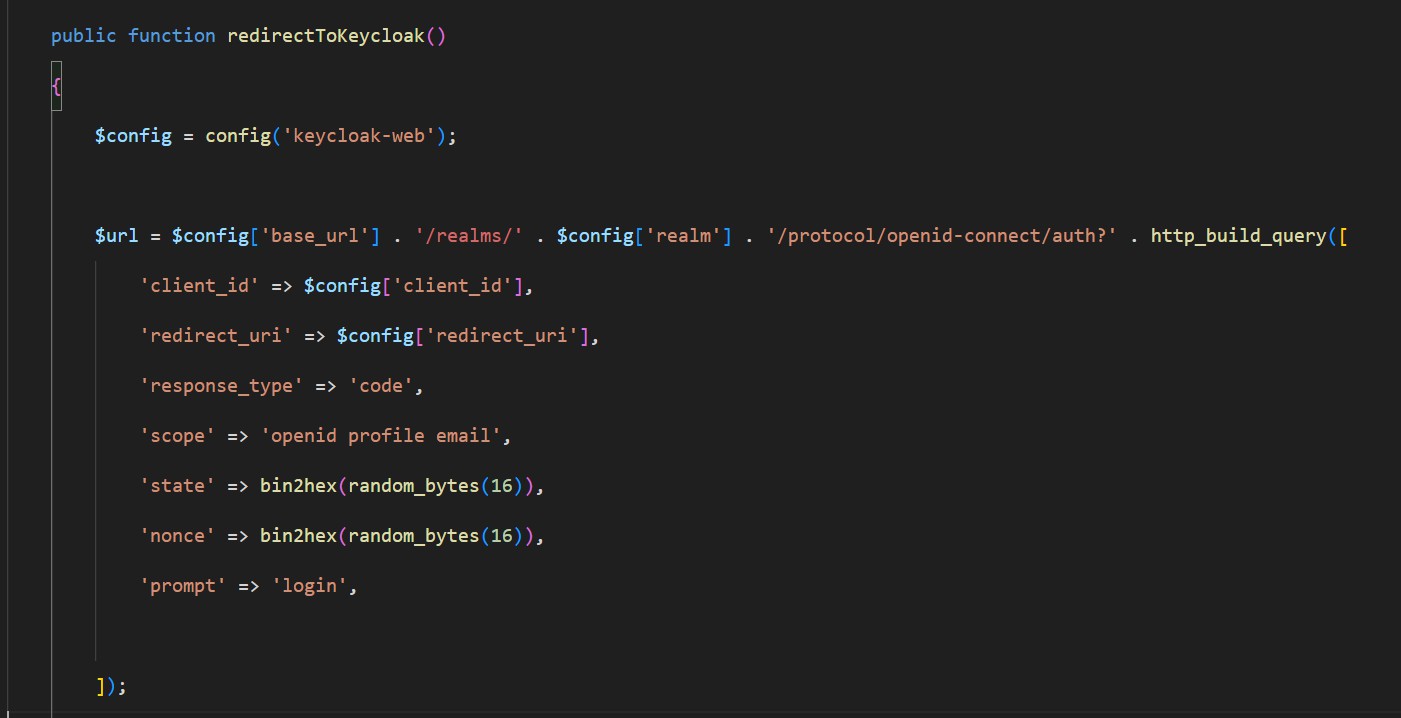 public function redirectToKeycloak()
{
$config = config('keycloak-web');
$url = $config['base_url'] . '/realms/' . $config['realm'] . '/protocol/openid-connect/auth?' . http_build_query([
'client_id' => $config['client_id'],
'redirect_uri' => $config['redirect_uri'],
'response_type' => 'code',
'scope' => 'openid profile email',
'state' => bin2hex(random_bytes(16)),
'nonce' => bin2hex(random_bytes(16)),
'prompt' => 'login',
]);